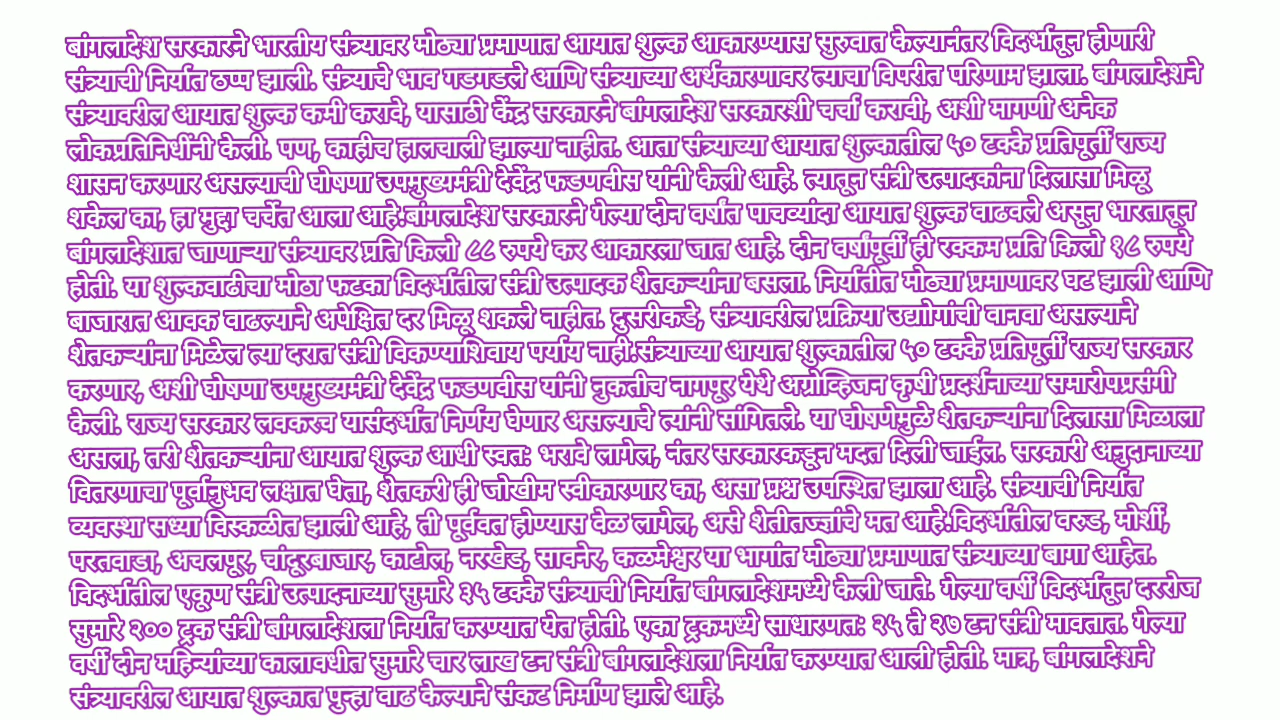 बांगलादेश सरकारने भारतीय संत्र्यावर मोठ्या प्रमाणात आयात शुल्क आकारण्यास सुरुवात केल्यानंतर विदर्भातून होणारी
संत्र्याची निर्यात ठप्प झाली. संत्र्याचे भाव गडगडले आणि संत्र्याच्या अर्थकारणावर त्याचा विपरीत परिणाम झाला. बांगलादेशने
संत्र्यावरील आयात शुल्क कमी करावे, यासाठी केंद्र सरकारने बांगलादेश सरकारशी चर्चा करावी, अशी मागणी अनेक
लोकप्रतिनिधींनी केली. पण, काहीच हालचाली झाल्या नाहीत. आता संत्र्याच्या आयात शुल्कातील ५० टक्के प्रतिपूर्ती राज्य
शासन करणार असल्याची घोषणा उपमुख्यमंत्री देवेंद्र फडणवीस यांनी केली आहे. त्यातून संत्री उत्पादकांना दिलासा मिळू
शकेल का, हा मुद्दा चर्चेत आला आहे.बांगलादेश सरकारने गेल्या दोन वर्षांत पाचव्यांदा आयात शुल्क वाढवले असून भारतातून
बांगलादेशात जाणाऱ्या संत्र्यावर प्रति किलो ८८ रुपये कर आकारला जात आहे. दोन वर्षांपूर्वी ही रक्कम प्रति किलो १८ रुपये
होती. या शुल्कवाढीचा मोठा फटका विदर्भातील संत्री उत्पादक शेतकऱ्यांना बसला. निर्यातीत मोठ्या प्रमाणावर घट झाली आणि
बाजारात आवक वाढल्याने अपेक्षित दर मिळू शकले नाहीत. दुसरीकडे, संत्र्यावरील प्रक्रिया उद्योगांची वानवा असल्याने
शेतकऱ्यांना मिळेल त्या दरात संत्री विकण्याशिवाय पर्याय नाही.संत्र्याच्या आयात शुल्कातील ५० टक्के प्रतिपूर्ती राज्य सरकार
करणार, अशी घोषणा उपमुख्यमंत्री देवेंद्र फडणवीस यांनी नुकतीच नागपूर येथे अग्रोव्हिजन कृषी प्रदर्शनाच्या समारोपप्रसंगी
केली. राज्य सरकार लवकरच यासंदर्भात निर्णय घेणार असल्याचे त्यांनी सांगितले. या घोषणेमुळे शेतकऱ्यांना दिलासा मिळाला
असला, तरी शेतकऱ्यांना आयात शुल्क आधी स्वतः भरावे लागेल, नंतर सरकारकडून मदत दिली जाईल. सरकारी अनुदानाच्या
वितरणाचा पूर्वानुभव लक्षात घेता, शेतकरी ही जोखीम स्वीकारणार का, असा प्रश्न उपस्थित झाला आहे. संत्र्याची निर्यात
व्यवस्था सध्या विस्कळीत झाली आहे, ती पूर्ववत होण्यास वेळ लागेल, असे शेतीतज्ज्ञांचे मत आहे.विदर्भातील वरुड, मोर्शी,
परतवाडा, अचलपूर, चांदूरबाजार, काटोल, नरखेड, सावनेर, कळमेश्वर या भागांत मोठ्या प्रमाणात संत्र्याच्या बागा आहेत.
विदर्भातील एकूण संत्री उत्पादनाच्या सुमारे ३५ टक्के संत्र्याची निर्यात बांगलादेशमध्ये केली जाते. गेल्या वर्षी विदर्भातून दररोज
सुमारे २०० ट्रक संत्री बांगलादेशला निर्यात करण्यात येत होती. एका ट्रकमध्ये साधारणतः २५ ते २७ टन संत्री मावतात. गेल्या
वर्षी दोन महिन्यांच्या कालावधीत सुमारे चार लाख टन संत्री बांगलादेशला निर्यात करण्यात आली होती. मात्र, बांगलादेशने
संत्र्यावरील आयात शुल्कात पुन्हा वाढ केल्याने संकट निर्माण झाले आहे.